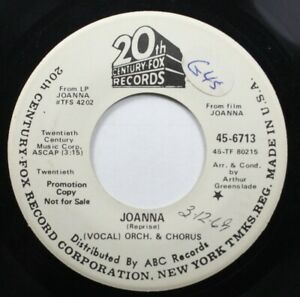 20th
CENTURY-FOX
RECORDS
G45
From LP
JOANNA
#TFS 4202
From film
JOANNA
Twentieth
Century
Music Corp.
ASCAP (3:15)
45-6713
45-TF 80215
Twentieth
Promotion
Copy
Not for Sale
Arr. & Cond.
by
Arthur
Greenslade
JOANNA
(Reprise)
3-12-69
(VOCAL) ORCH. & CHORUS
Distributed By ABC Records
20th CENTURY-FOX RECORD CORPORATION, NEW YORK TMKS. REG. MADE IN U.S.A.